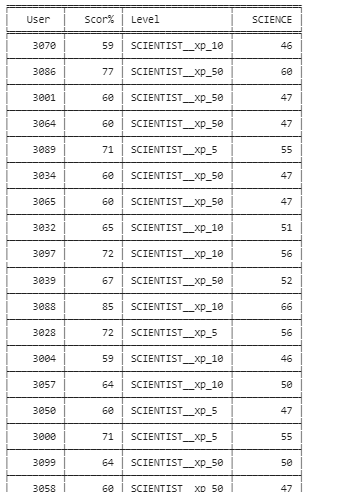 User Scor% Level SCIENCE
3070 59 SCIENTIST__xp_10 46
3086 77 SCIENTIST__xp_50 60
3001 60 SCIENTIST__xp_50 47
3064 60 SCIENTIST__xp_50 47
3089 71 SCIENTIST__xp_5 55
3034 60 SCIENTIST__xp_50 47
3065 60 SCIENTIST__xp_50 47
3032 65 SCIENTIST__xp_10 51
3097 72 SCIENTIST__xp_10 56
3039 67 SCIENTIST__xp_50 52
3088 85 SCIENTIST__xp_10 66
3028 72 SCIENTIST__xp_5 56
3004 59 SCIENTIST__xp_10 46
3057 64 SCIENTIST__xp_10 50
3050 60 SCIENTIST__xp_5 47
3000 71 SCIENTIST__xp_5 55
3099 64 SCIENTIST__xp_50 50
3058 60 SCIENTIST__xp_50 47